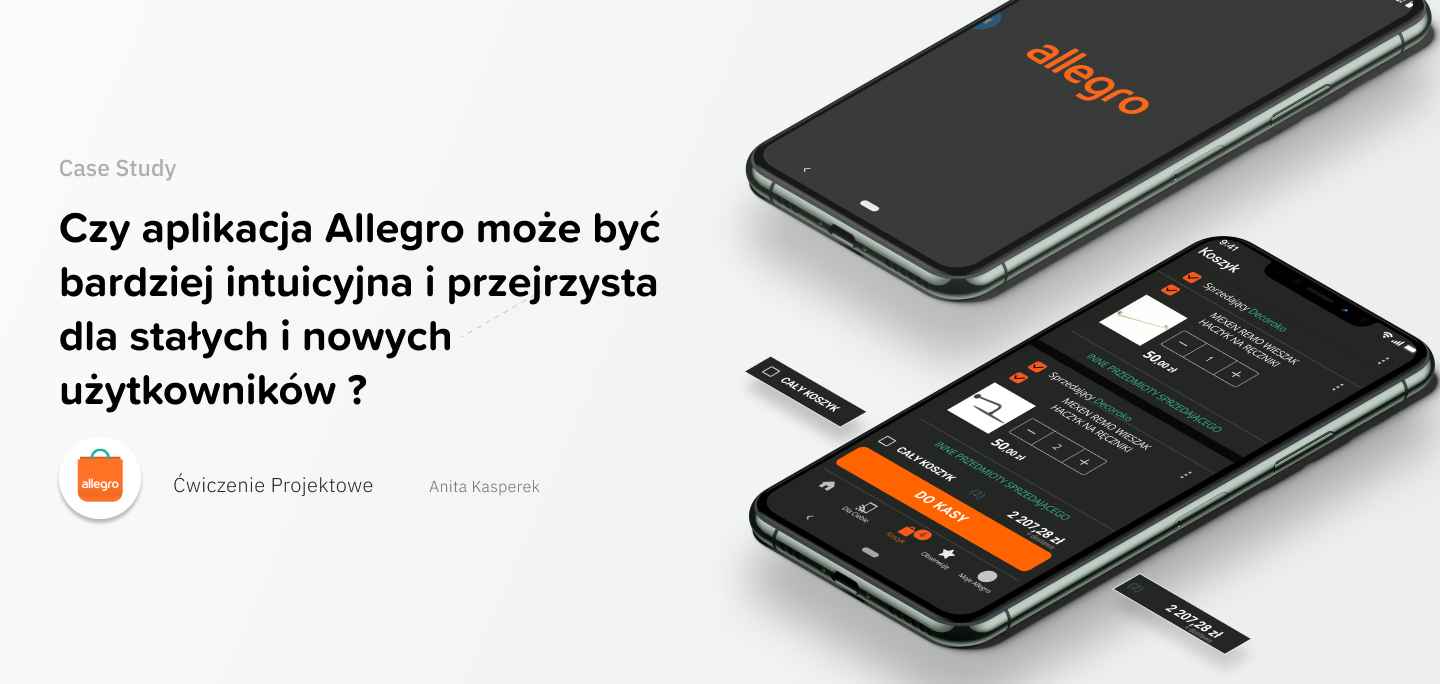 Case Study
Czy aplikacja Allegro może być
bardziej intuicyjna i przejrzysta
dla stałych i nowych
użytkowników ?
allegro
Ćwiczenie Projektowe
Anita Kasperek
allegro
9:41
Koszyk
Sprzedający Decoroko
MEXEN REMO WIESZAK
HACZYK NA RĘCZNIKI
1
50,00 zł
INNE PRZEDMIOTY SPRZEDAJĄCEGO
Sprzedający Decoroko
MEXEN REMO WIESZAK
HACZYK NA RĘCZNIKI
2
50,00 zł
INNE PRZEDMIOTY SPRZEDAJĄCEGO
CAŁY KOSZYK
(2)
2 207,28 zł
z dostawą
DO KASY
Dla Ciebie
Koszyk
4
Obserwuję
Moje Allegro
CAŁY KOSZYK
(2)
2 207,28 zł
z dostawą